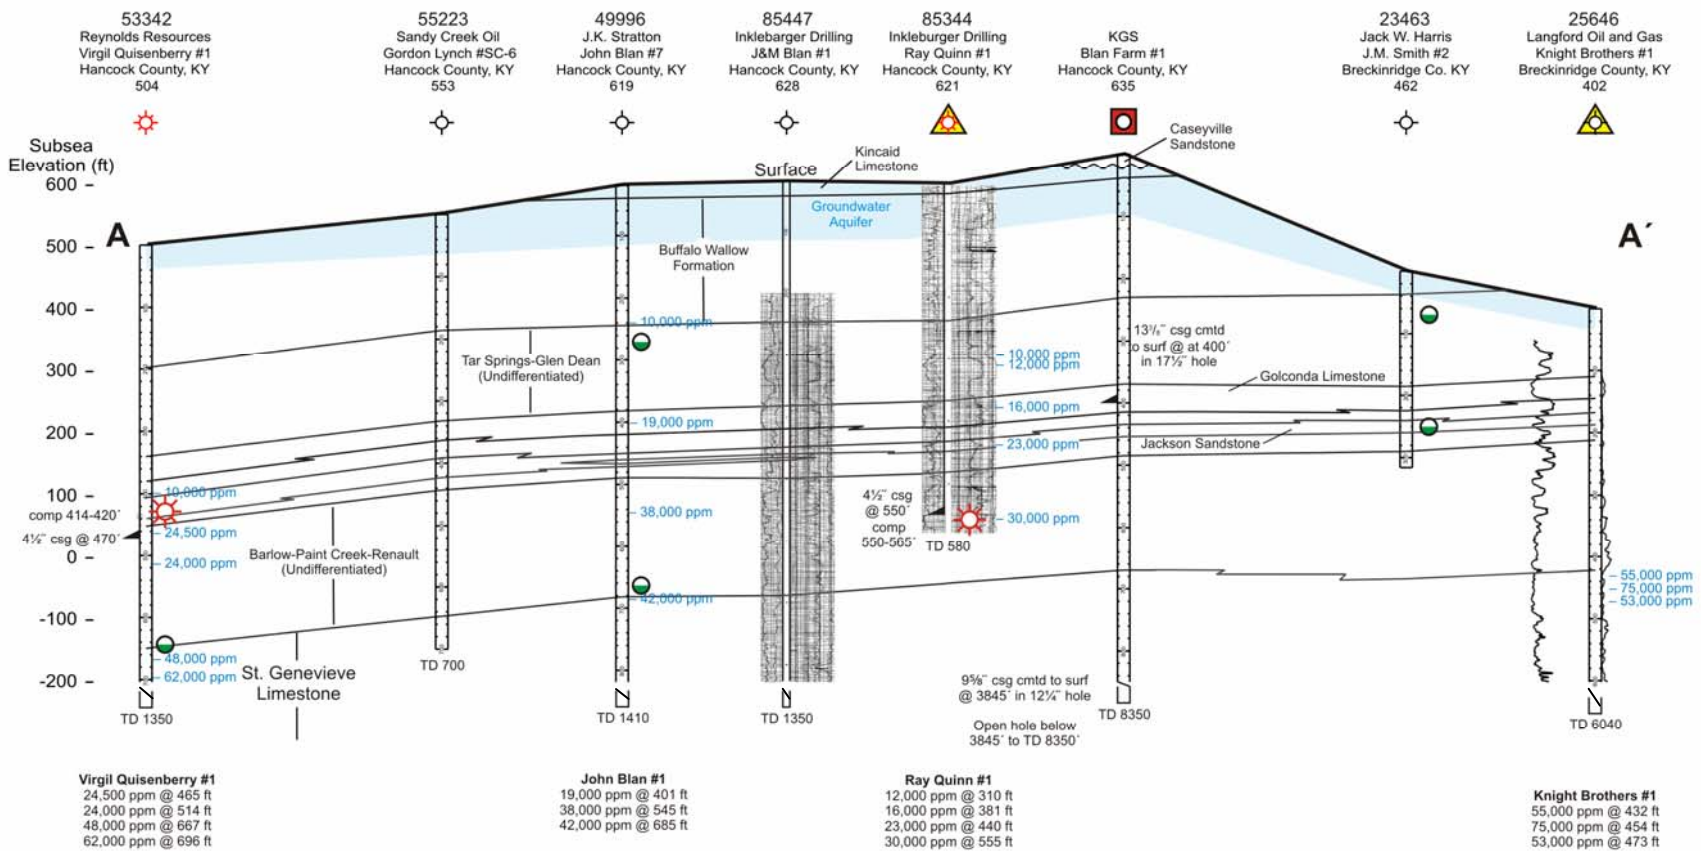 53342
Reynolds Resources
Virgil Quisenberry #1
Hancock County, KY
504
55223
Sandy Creek Oil
Gordon Lynch #SC-6
Hancock County, KY
553
49996
J.K. Stratton
John Blan #7
Hancock County, KY
619
85447
Inklebarger Drilling
J&M Blan #1
Hancock County, KY
628
85344
Inkleburger Drilling
Ray Quinn #1
Hancock County, KY
621
KGS
Blan Farm #1
Hancock County, KY
635
23463
Jack W. Harris
J.M. Smith #2
Breckinridge Co. KY
462
25646
Langford Oil and Gas
Knight Brothers #1
Breckinridge County, KY
402
Subsea
Elevation (ft)
600
500
400
300
200
100
0
-100
-200
A
A´
Surface
Kincaid
Limestone
Caseyville
Sandstone
Groundwater
Aquifer
Buffalo Wallow
Formation
Tar Springs-Glen Dean
(Undifferentiated)
Golconda Limestone
Jackson Sandstone
Barlow-Paint Creek-Renault
(Undifferentiated)
St. Genevieve
Limestone
10,000 ppm
24,500 ppm
24,000 ppm
48,000 ppm
62,000 ppm
comp 414-420´
4½˝ csg @ 470´
TD 1350
TD 700
10,000 ppm
19,000 ppm
38,000 ppm
42,000 ppm
TD 1410
TD 1350
10,000 ppm
12,000 ppm
16,000 ppm
23,000 ppm
30,000 ppm
4½˝ csg
@ 550´
comp
550-565´
TD 580
13⅜˝ csg cmtd
to surf @ at 400´
in 17½˝ hole
9⅝˝ csg cmtd to surf
@ 3845´ in 12¼˝ hole
Open hole below
3845´ to TD 8350´
TD 8350
55,000 ppm
75,000 ppm
53,000 ppm
TD 6040
Virgil Quisenberry #1
24,500 ppm @ 465 ft
24,000 ppm @ 514 ft
48,000 ppm @ 667 ft
62,000 ppm @ 696 ft
John Blan #1
19,000 ppm @ 401 ft
38,000 ppm @ 545 ft
42,000 ppm @ 685 ft
Ray Quinn #1
12,000 ppm @ 310 ft
16,000 ppm @ 381 ft
23,000 ppm @ 440 ft
30,000 ppm @ 555 ft
Knight Brothers #1
55,000 ppm @ 432 ft
75,000 ppm @ 454 ft
53,000 ppm @ 473 ft